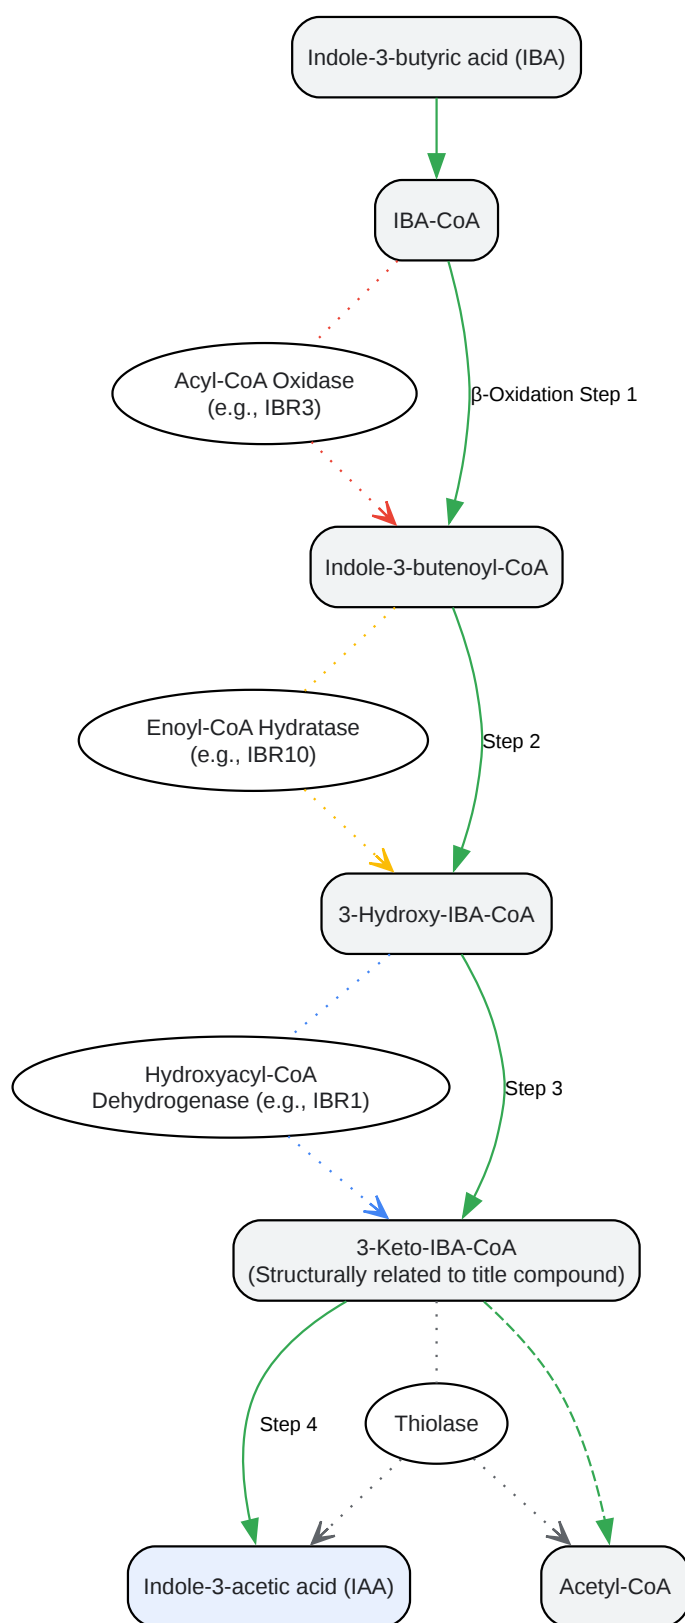 Indole-3-butyric acid (IBA)
IBA-CoA
Acyl-CoA Oxidase
(e.g., IBR3)
β-Oxidation Step 1
Indole-3-butenoyl-CoA
Enoyl-CoA Hydratase
(e.g., IBR10)
Step 2
3-Hydroxy-IBA-CoA
Hydroxyacyl-CoA
Dehydrogenase (e.g., IBR1)
Step 3
3-Keto-IBA-CoA
(Structurally related to title compound)
Step 4
Thiolase
Indole-3-acetic acid (IAA)
Acetyl-CoA